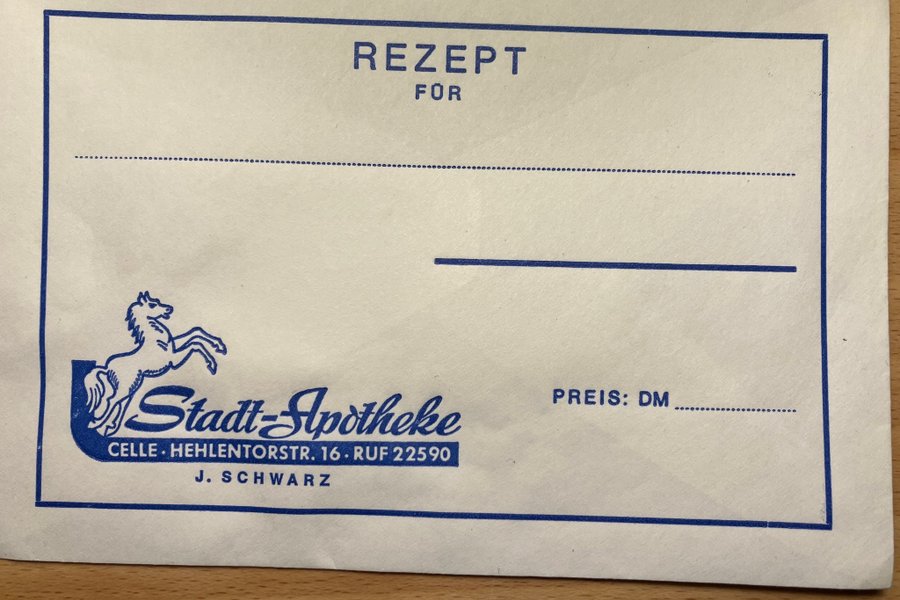 REZEPT
FÜR
PREIS: DM
Stadt-Apotheke
CELLE · HEHLENTORSTR. 16 · RUF 22590
J. SCHWARZ